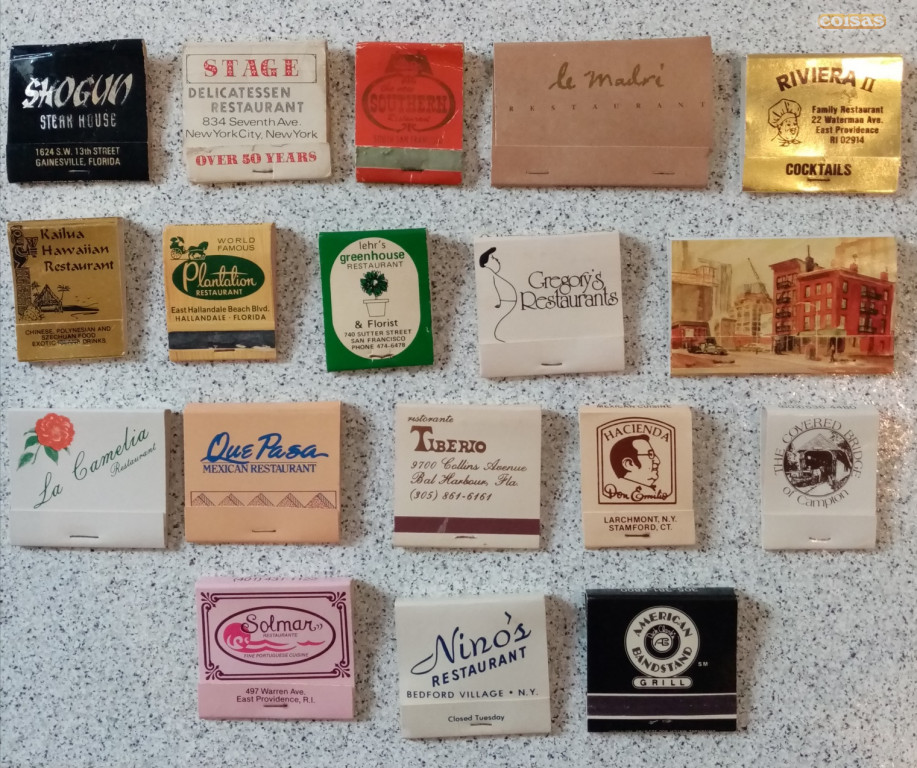 coisas
SHOGUN
STEAK HOUSE
1624 S.W. 13th STREET
GAINESVILLE, FLORIDA
STAGE
DELICATESSEN
RESTAURANT
834 Seventh Ave.
New York City, New York
OVER 50 YEARS
SOUTHERN
le Madri
RESTAURANT
RIVIERA II
Family Restaurant
22 Waterman Ave.
East Providence
RI 02914
COCKTAILS
Kailua
Hawaiian
Restaurant
CHINESE, POLYNESIAN AND
SZECHUAN FOOD
EXOTIC DRINKS
WORLD
FAMOUS
Plantation
RESTAURANT
East Hallandale Beach Blvd.
HALLANDALE - FLORIDA
lehr's
greenhouse
RESTAURANT
& Florist
740 SUTTER STREET
SAN FRANCISCO
PHONE 474-6478
Gregory's
Restaurants
La Camelia
Restaurant
Que Pasa
MEXICAN RESTAURANT
ristorante
TIBERIO
9700 Collins Avenue
Bal Harbour, Fla.
(305) 861-6161
MEXICAN CUISINE
HACIENDA
Don Emilio
LARCHMONT, N.Y.
STAMFORD, CT.
THE COVERED BRIDGE
of Campton
Solmar
RESTAURANTE
FINE PORTUGUESE CUISINE
497 Warren Ave.
East Providence, R.I.
Nino's
RESTAURANT
BEDFORD VILLAGE • N.Y.
Closed Tuesday
AMERICAN
BANDSTAND
AB
SM
GRILL